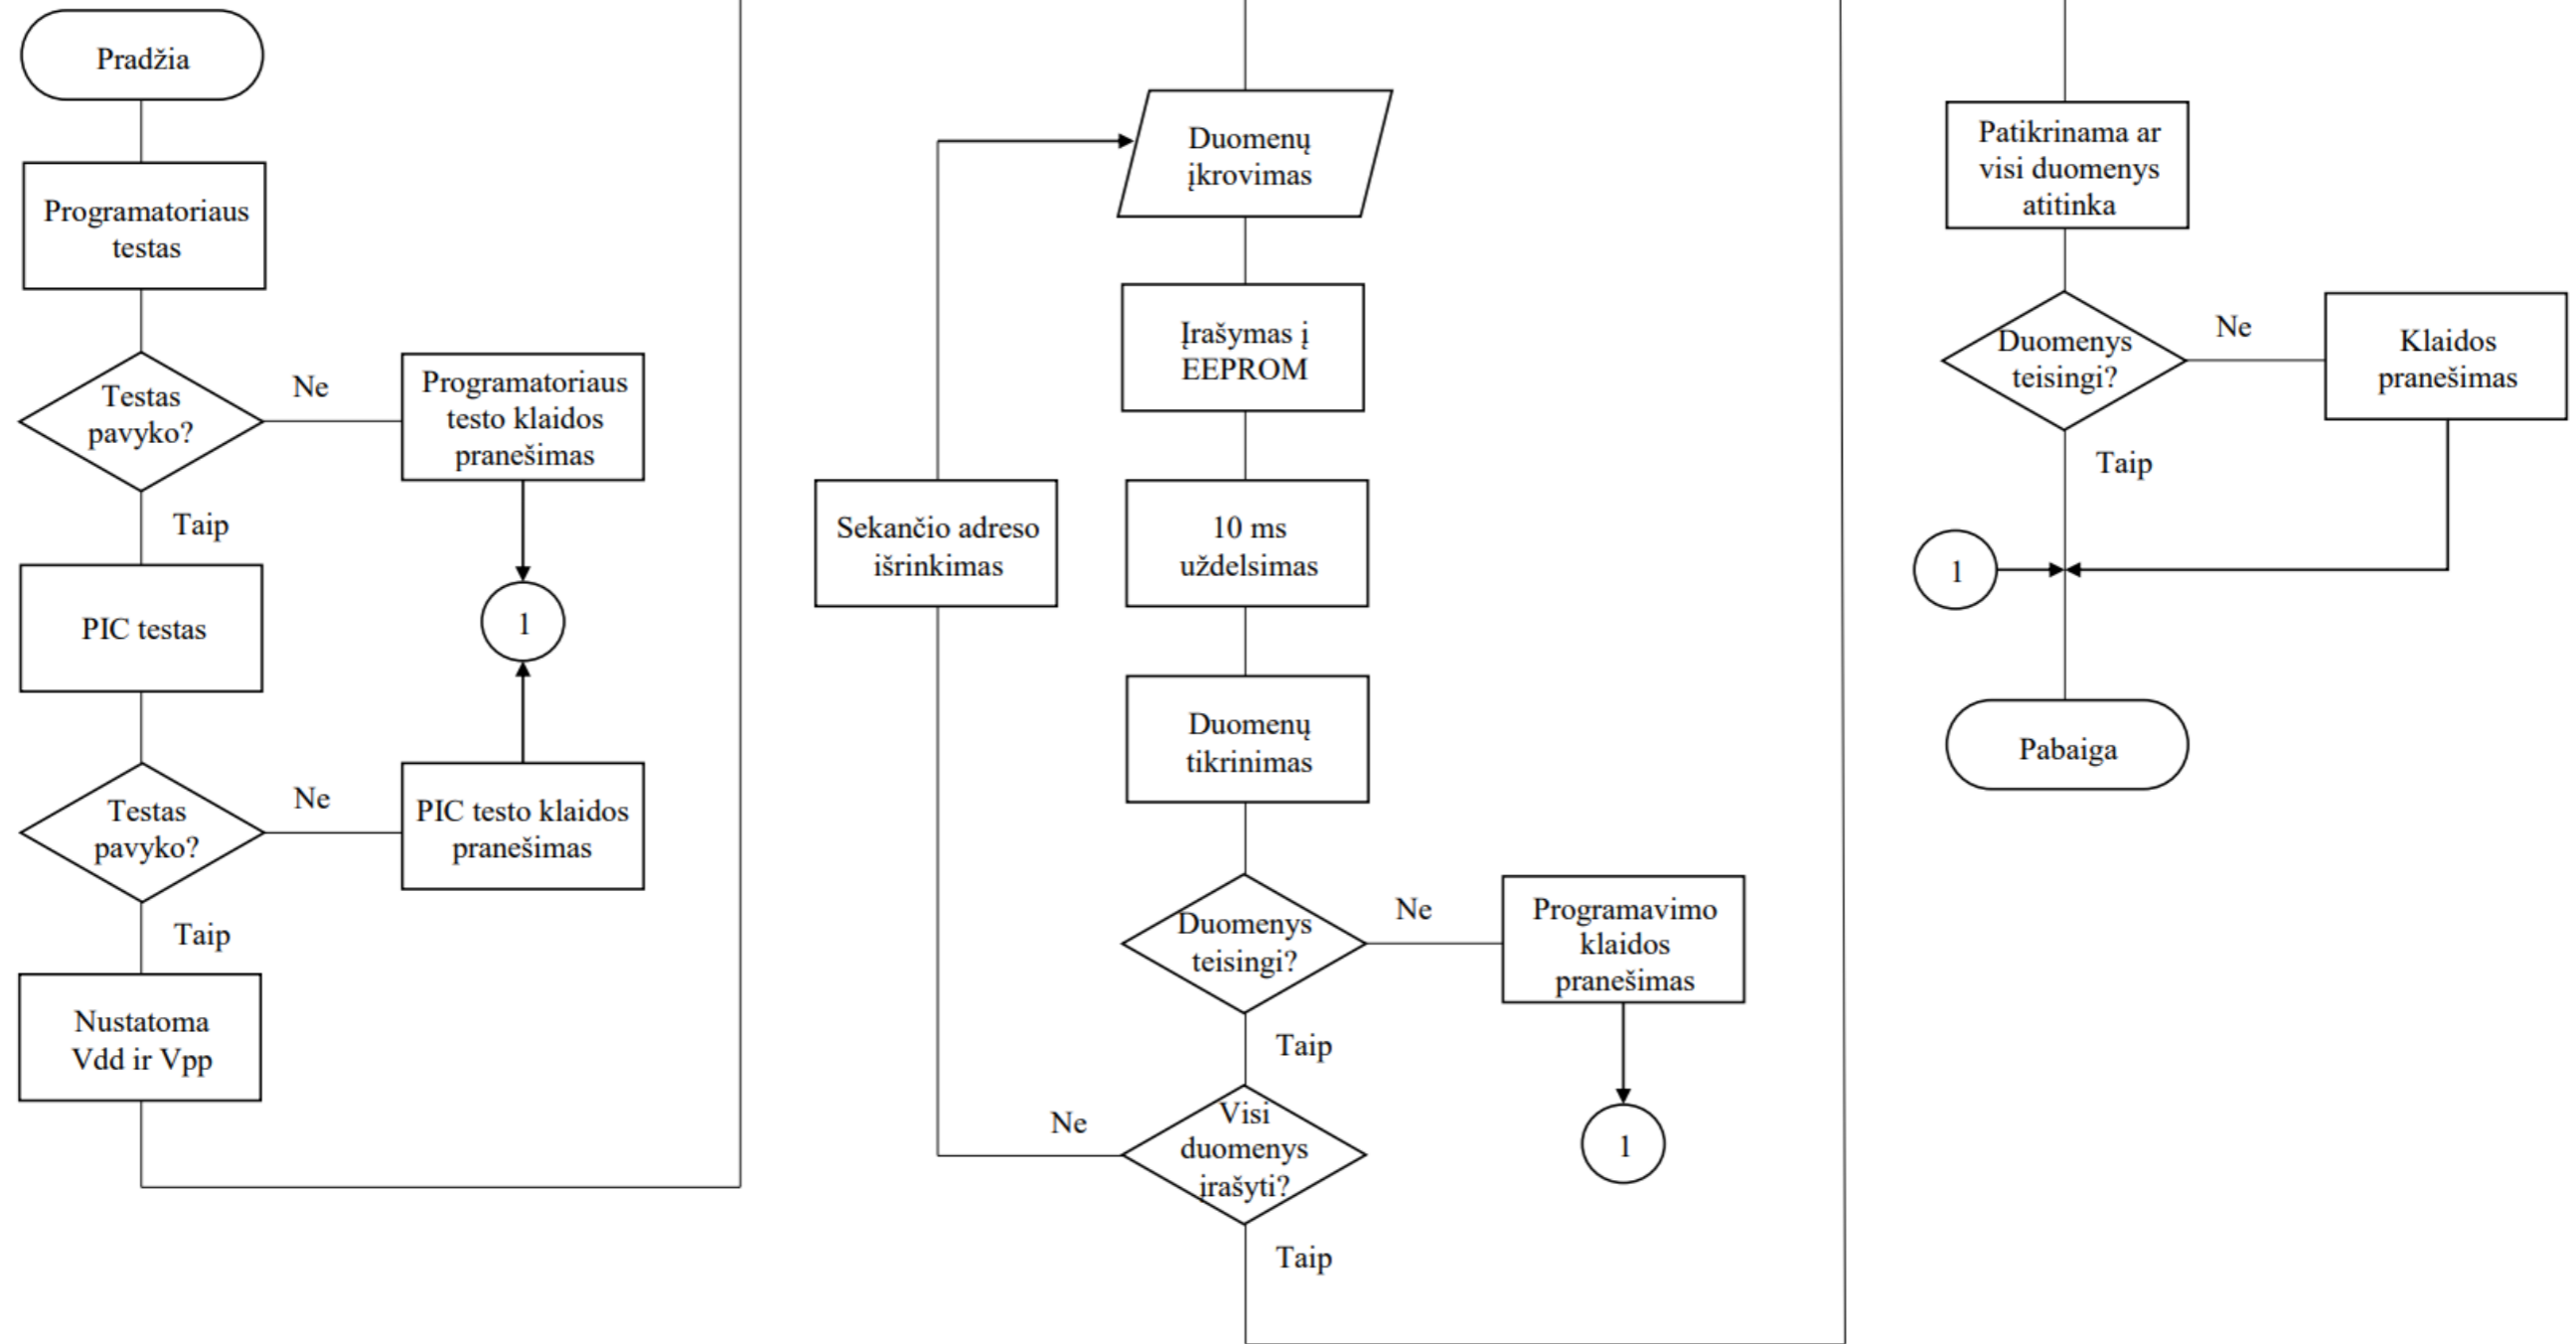 Pradžia
Programatoriaus
testas
Testas
pavyko?
Ne
Programatoriaus
testo klaidos
pranešimas
Taip
1
PIC testas
Testas
pavyko?
Ne
PIC testo klaidos
pranešimas
Taip
Nustatoma
Vdd ir Vpp
Duomenų
įkrovimas
Įrašymas į
EEPROM
Sekančio adreso
išrinkimas
10 ms
uždelsimas
Duomenų
tikrinimas
Duomenys
teisingi?
Ne
Programavimo
klaidos
pranešimas
Taip
1
Ne
Visi
duomenys
įrašyti?
Taip
Patikrinama ar
visi duomenys
atitinka
Duomenys
teisingi?
Ne
Klaidos
pranešimas
Taip
1
Pabaiga